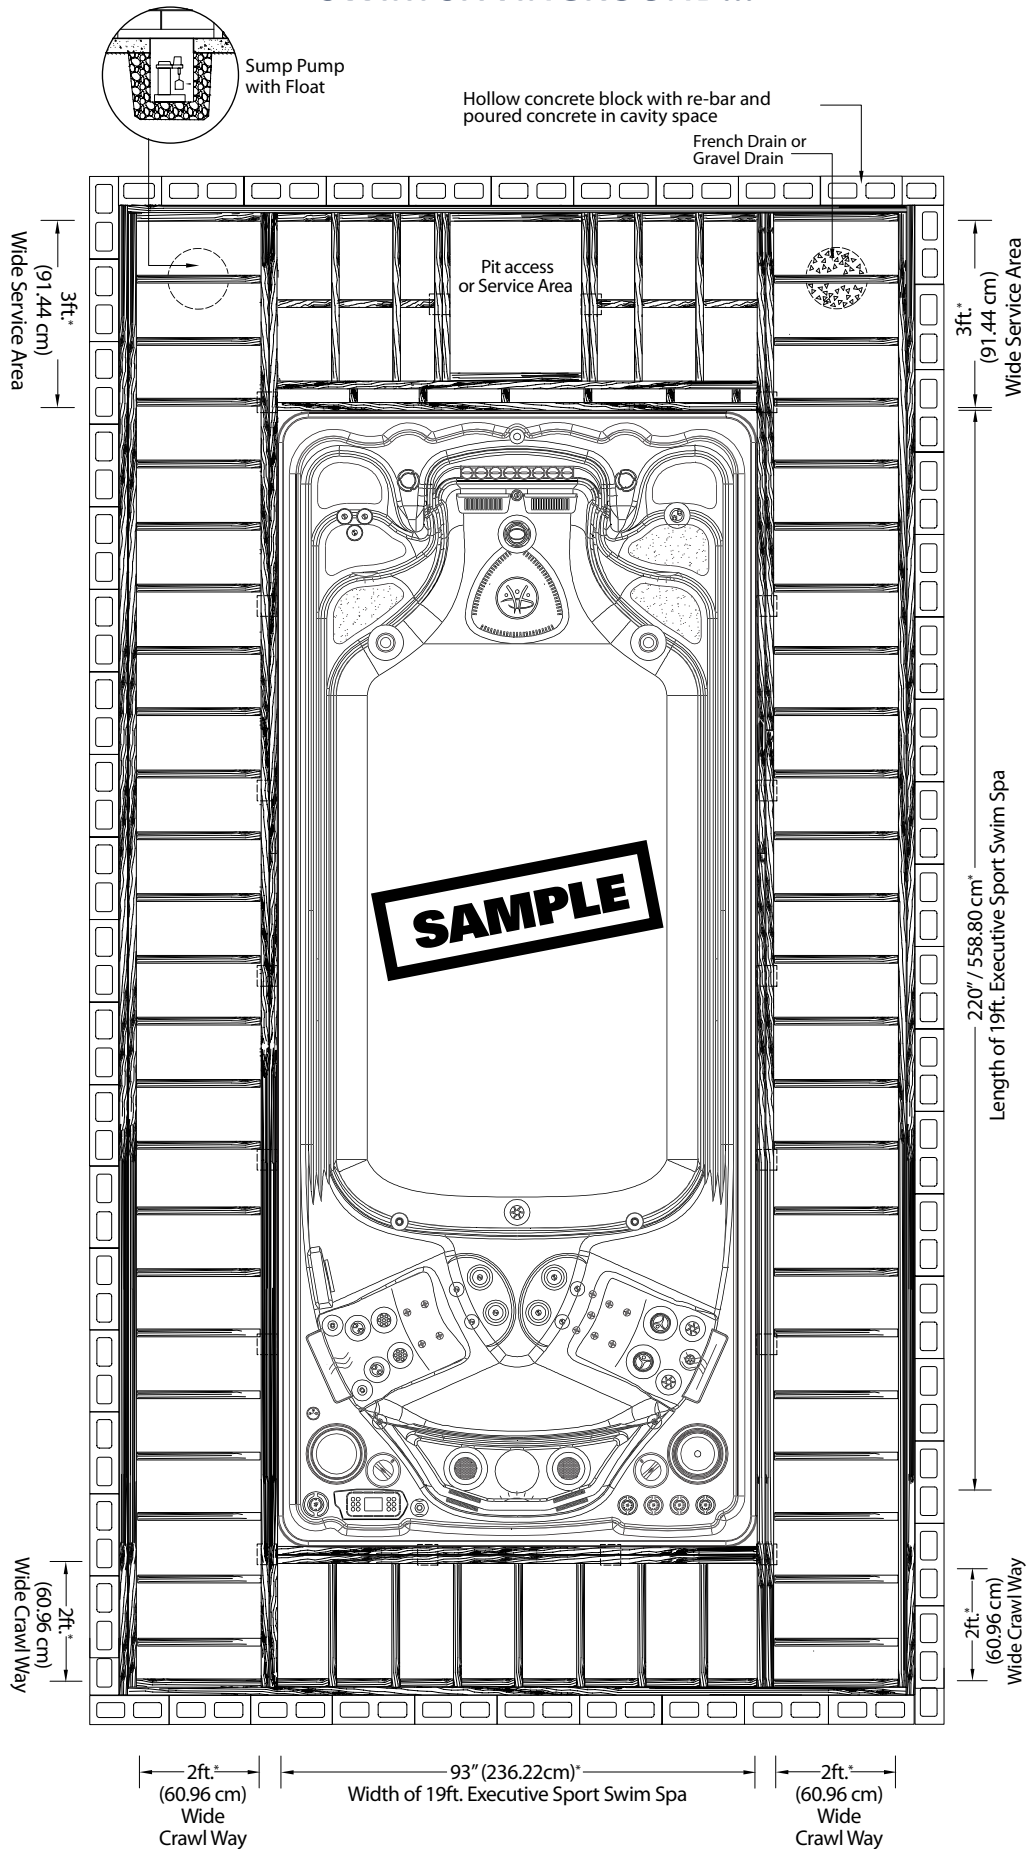 Sump Pump
with Float
Hollow concrete block with re-bar and
poured concrete in cavity space
French Drain or
Gravel Drain
Pit access
or Service Area
3ft.*
(91.44 cm)
Wide Service Area
3ft.*
(91.44 cm)
Wide Service Area
SAMPLE
220" / 558.80 cm*
Length of 19ft. Executive Sport Swim Spa
2ft.*
(60.96 cm)
Wide Crawl Way
2ft.*
(60.96 cm)
Wide Crawl Way
2ft.*
(60.96 cm)
Wide
Crawl Way
93" (236.22cm)*
Width of 19ft. Executive Sport Swim Spa
2ft.*
(60.96 cm)
Wide
Crawl Way